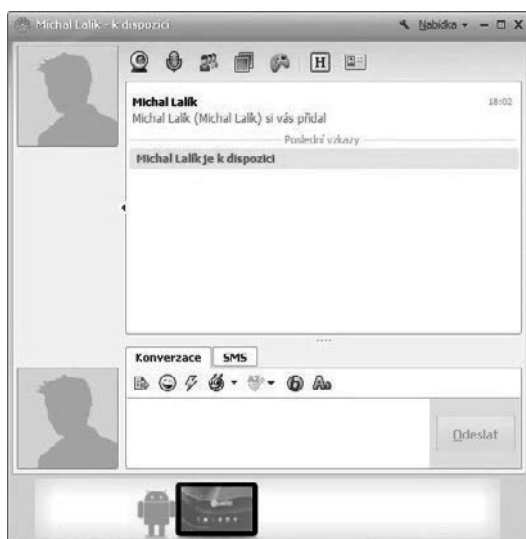 Michal Lalík - k dispozici
Nabídka
Michal Lalík
18:02
Michal Lalík (Michal Lalík) si vás přidal
Poslední vzkazy
Michal Lalík je k dispozici
Konverzace
SMS
Odeslat